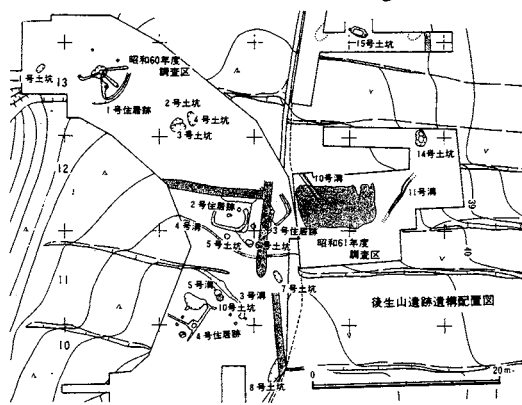 15号土坑
号土坑
昭和60年度
調査区
13
1号住居跡
2号土坑
4号土坑
3号土坑
14号土坑
12
10号溝
11号溝
2号住居跡
39
4号溝
3号住居跡
5号土坑
6号土坑
昭和61年度
調査区
40
11
5号溝
3号溝
7号土坑
10号土坑
後生山遺跡遺構配置図
4号住居跡
10
8号土坑
0
20m